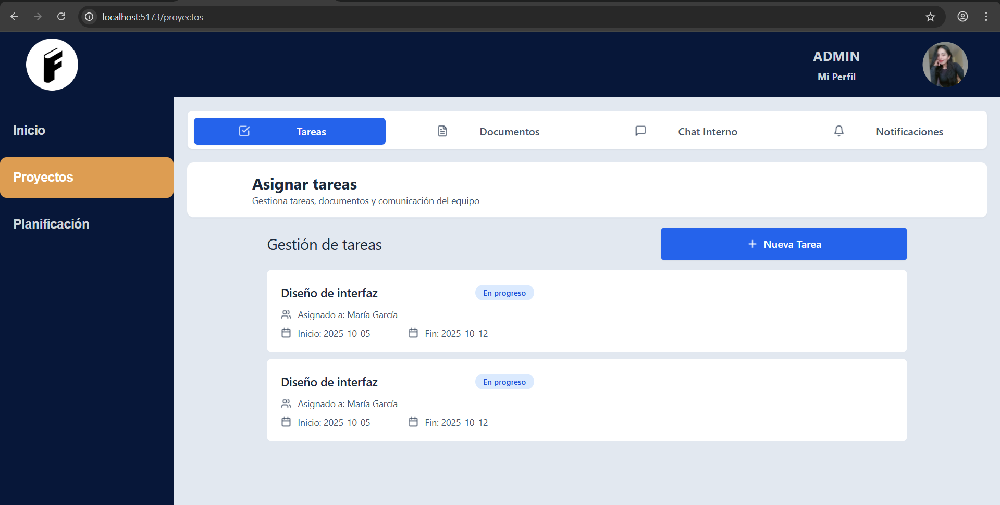 localhost:5173/proyectos
F
ADMIN
Mi Perfil
Inicio
Proyectos
Planificación
Tareas
Documentos
Chat Interno
Notificaciones
Asignar tareas
Gestiona tareas, documentos y comunicación del equipo
Gestión de tareas
+ Nueva Tarea
Diseño de interfaz
En progreso
Asignado a: María García
Inicio: 2025-10-05
Fin: 2025-10-12
Diseño de interfaz
En progreso
Asignado a: María García
Inicio: 2025-10-05
Fin: 2025-10-12